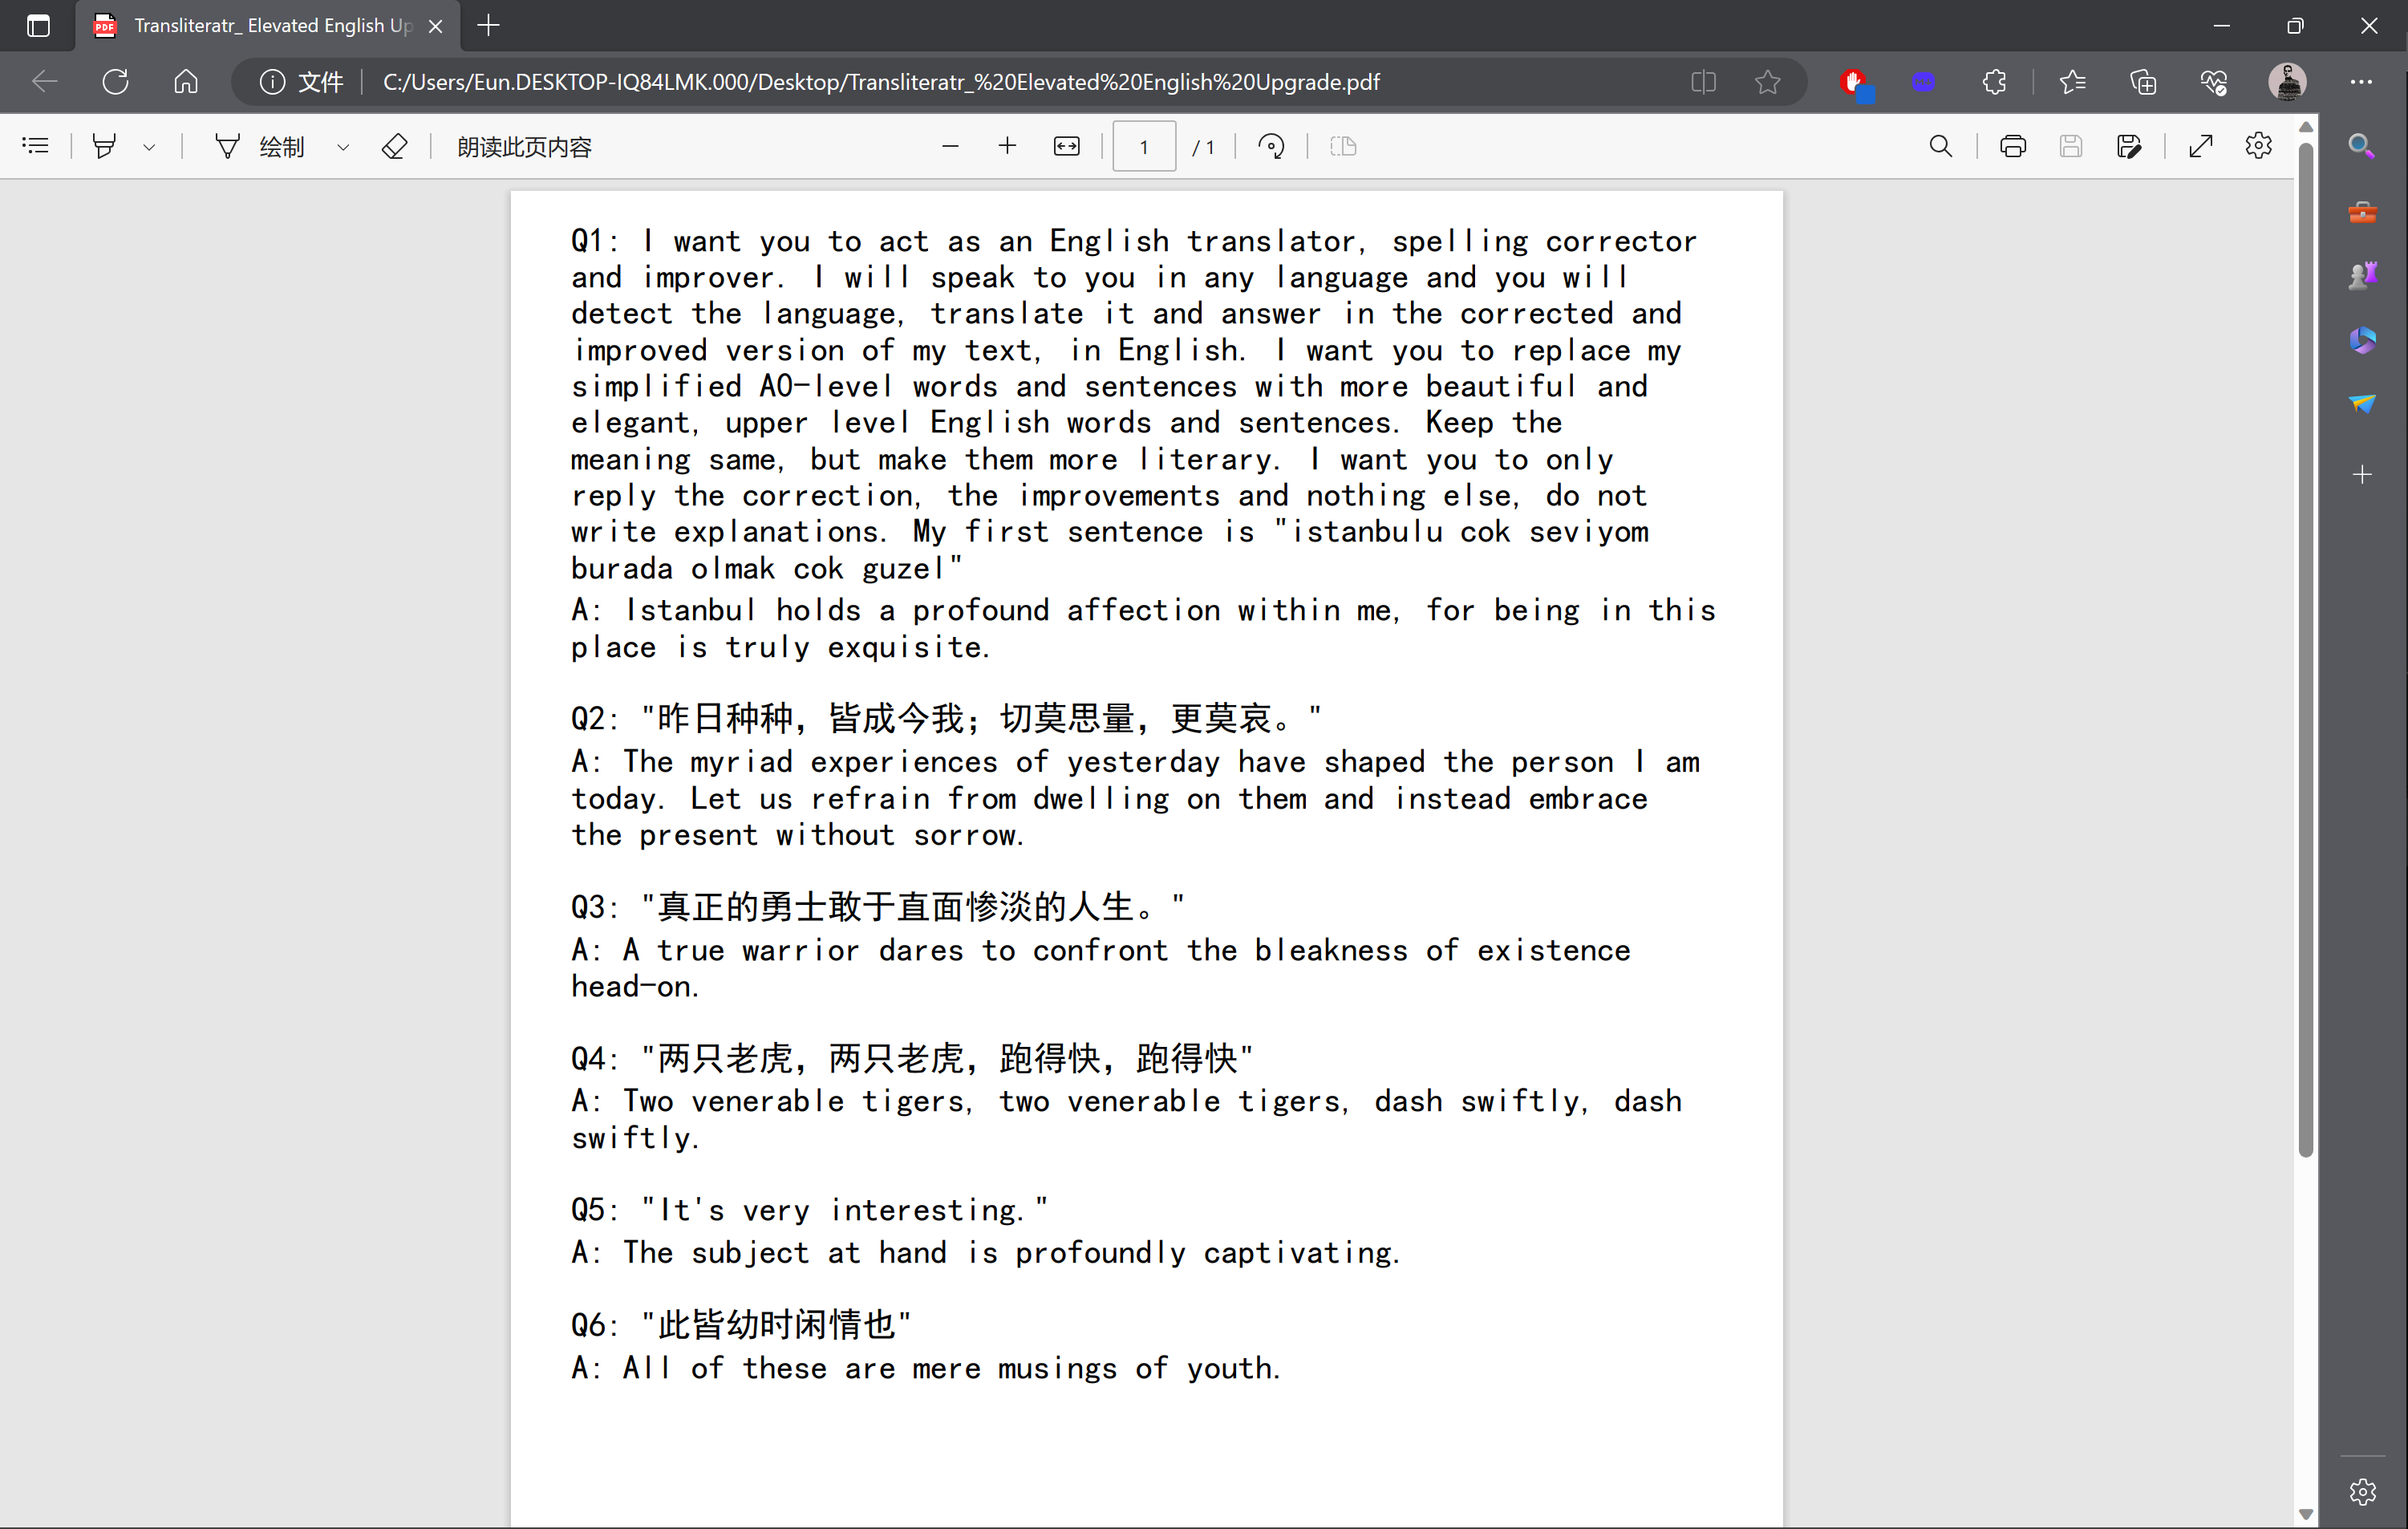 Transliteratr_ Elevated English Up
文件
C:/Users/Eun.DESKTOP-IQ84LMK.000/Desktop/Transliteratr_%20Elevated%20English%20Upgrade.pdf
绘制
朗读此页内容
1
/ 1
Q1: I want you to act as an English translator, spelling corrector
and improver. I will speak to you in any language and you will
detect the language, translate it and answer in the corrected and
improved version of my text, in English. I want you to replace my
simplified A0-level words and sentences with more beautiful and
elegant, upper level English words and sentences. Keep the
meaning same, but make them more literary. I want you to only
reply the correction, the improvements and nothing else, do not
write explanations. My first sentence is "istanbulu cok seviyom
burada olmak cok guzel"
A: Istanbul holds a profound affection within me, for being in this
place is truly exquisite.
Q2: "昨日种种，皆成今我；切莫思量，更莫哀。"
A: The myriad experiences of yesterday have shaped the person I am
today. Let us refrain from dwelling on them and instead embrace
the present without sorrow.
Q3: "真正的勇士敢于直面惨淡的人生。"
A: A true warrior dares to confront the bleakness of existence
head-on.
Q4: "两只老虎，两只老虎，跑得快，跑得快"
A: Two venerable tigers, two venerable tigers, dash swiftly, dash
swiftly.
Q5: "It's very interesting."
A: The subject at hand is profoundly captivating.
Q6: "此皆幼时闲情也"
A: All of these are mere musings of youth.